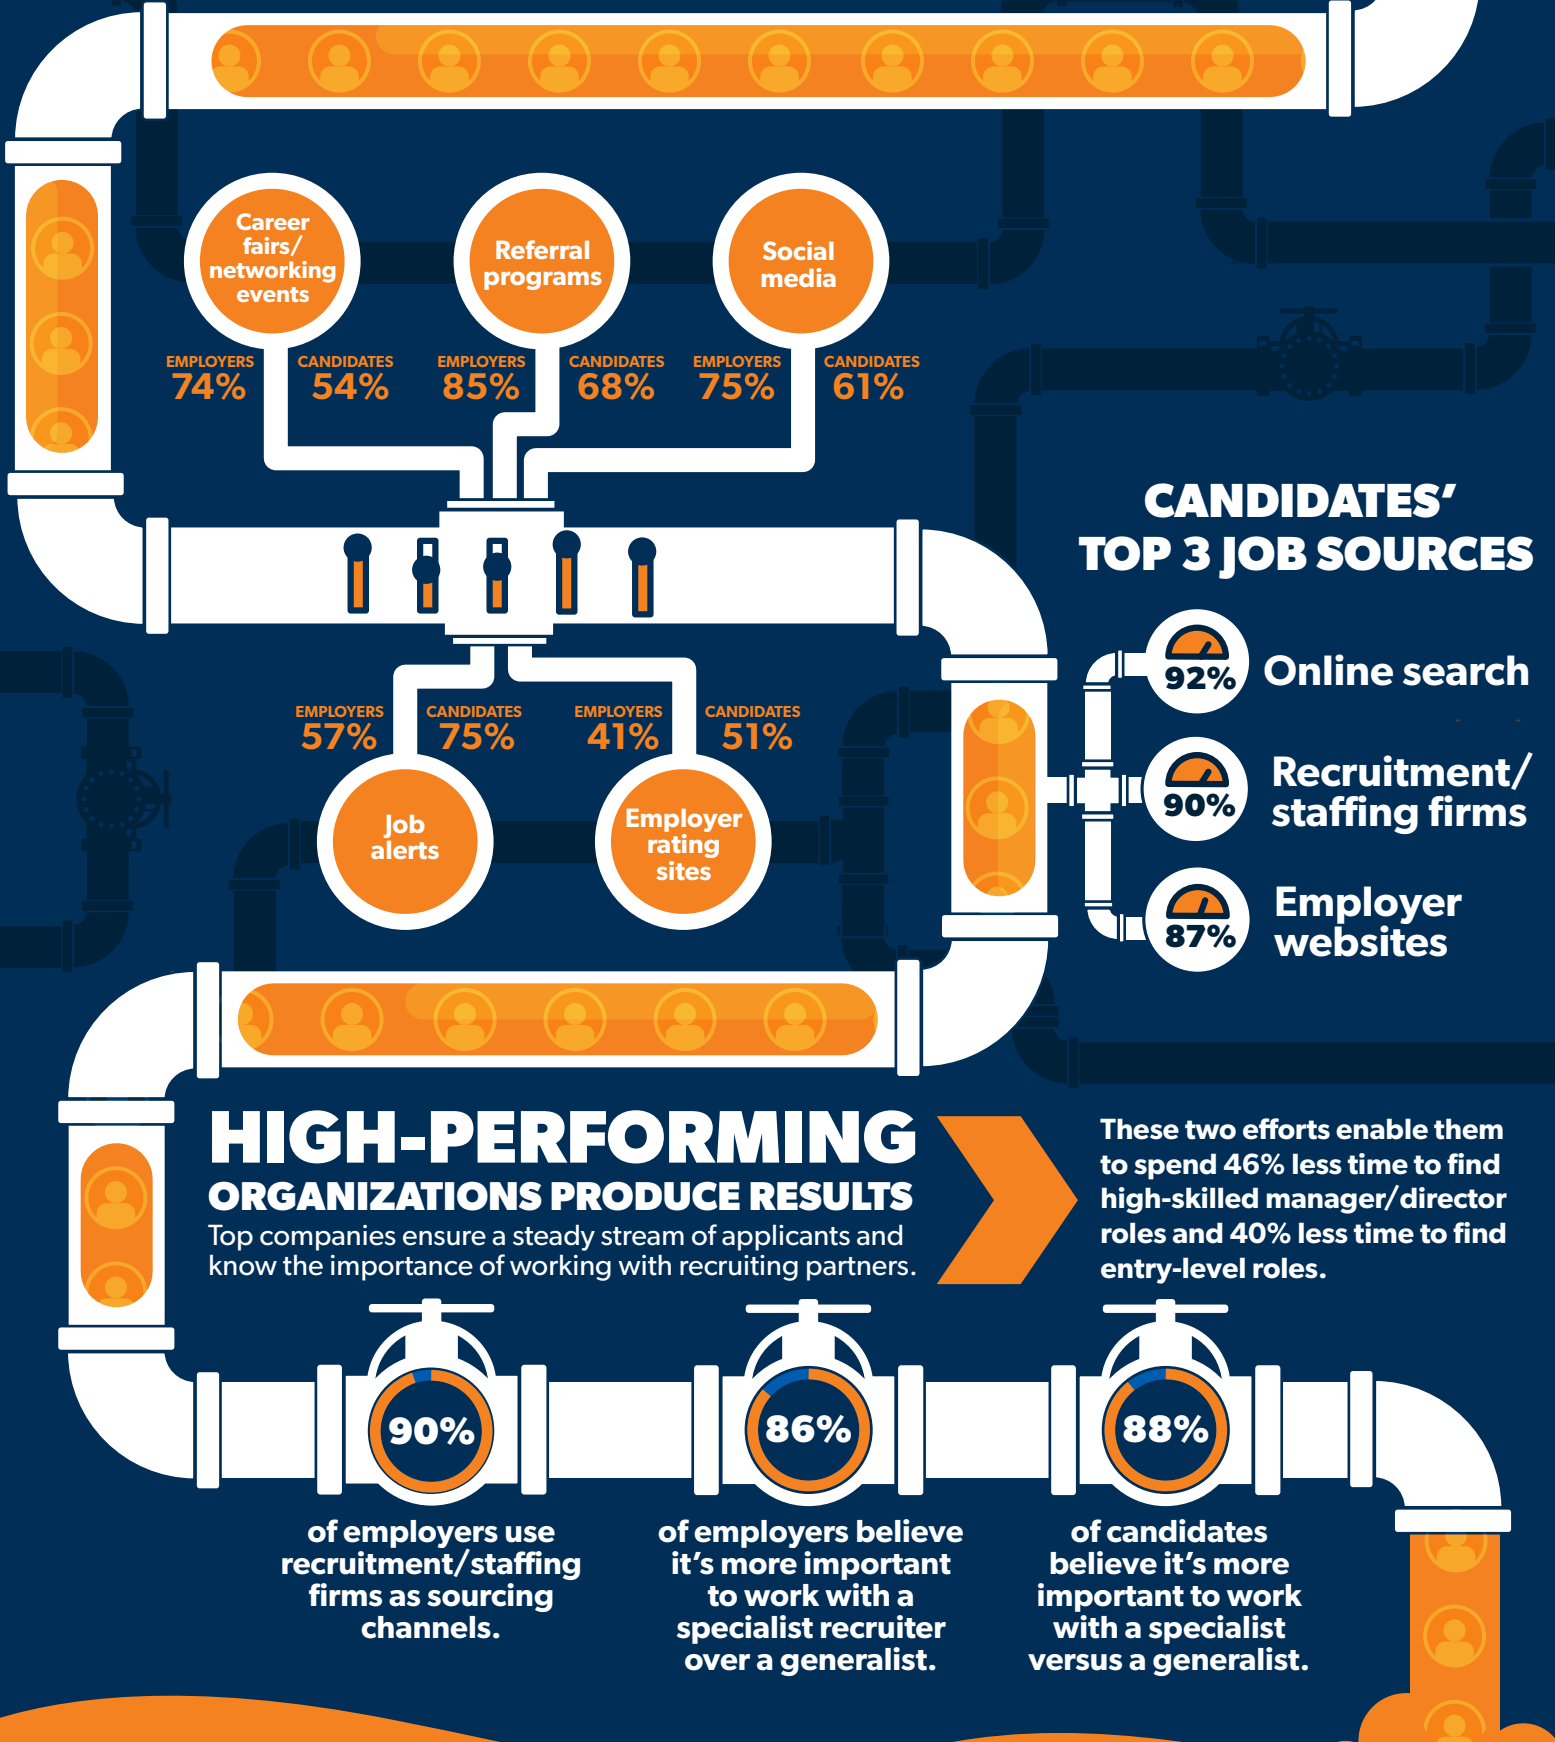 Career
fairs/
networking
events
EMPLOYERS
74%
CANDIDATES
54%
Referral
programs
EMPLOYERS
85%
CANDIDATES
68%
Social
media
EMPLOYERS
75%
CANDIDATES
61%
EMPLOYERS
57%
CANDIDATES
75%
Job
alerts
EMPLOYERS
41%
CANDIDATES
51%
Employer
rating
sites
CANDIDATES'
TOP 3 JOB SOURCES
92% Online search
90%
Recruitment/
staffing firms
87%
Employer
websites
HIGH-PERFORMING
ORGANIZATIONS PRODUCE RESULTS
Top companies ensure a steady stream of applicants and
know the importance of working with recruiting partners.
These two efforts enable them
to spend 46% less time to find
high-skilled manager/director
roles and 40% less time to find
entry-level roles.
90%
of employers use
recruitment/staffing
firms as sourcing
channels.
86%
of employers believe
it's more important
to work with a
specialist recruiter
over a generalist.
88%
of candidates
believe it's more
important to work
with a specialist
versus a generalist.